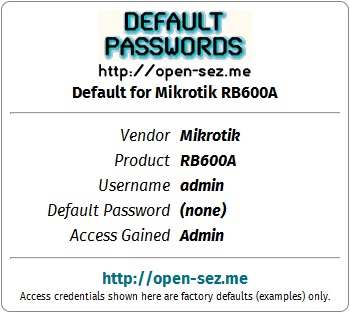 DEFAULT
PASSWORDS
http://open-sez.me
Default for Mikrotik RB600A
Vendor Mikrotik
Product RB600A
Username admin
Default Password (none)
Access Gained Admin
http://open-sez.me
Access credentials shown here are factory defaults (examples) only.